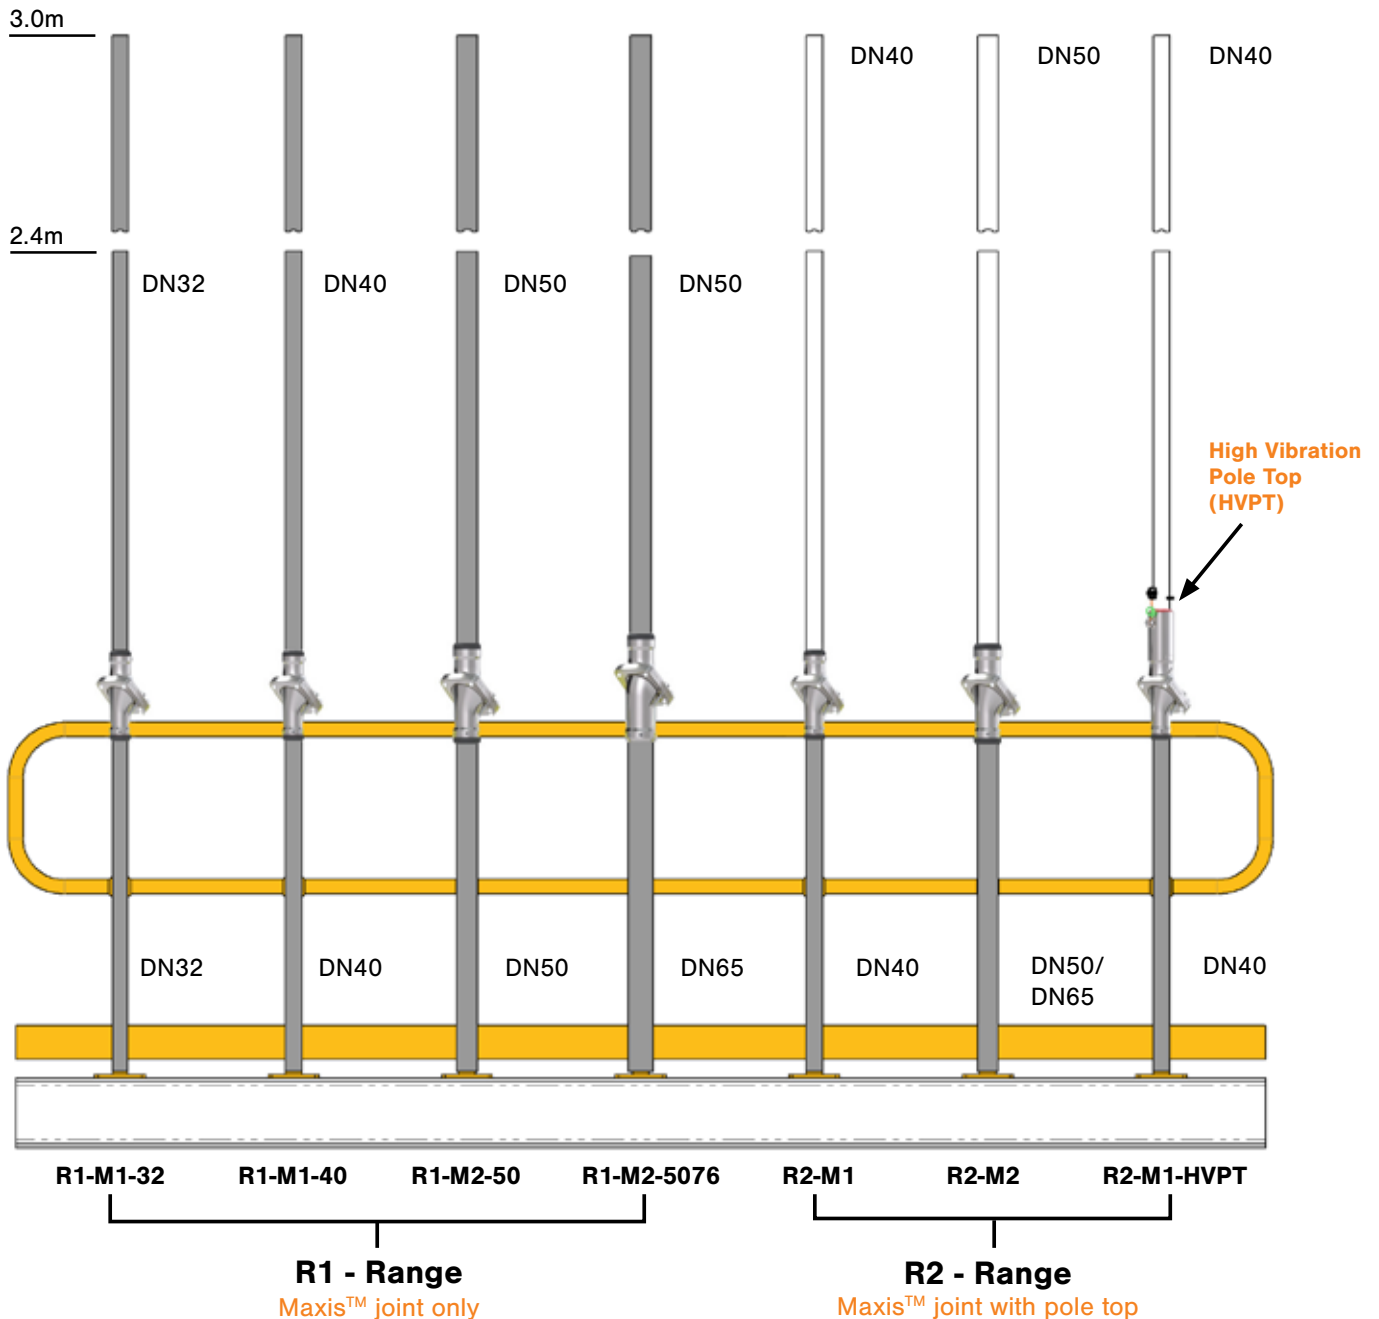 3.0m
DN40
DN50
DN40
2.4m
DN32
DN40
DN50
DN50
High Vibration
Pole Top
(HVPT)
DN32
DN40
DN50
DN65
DN40
DN50/
DN65
DN40
R1-M1-32
R1-M1-40
R1-M2-50
R1-M2-5076
R2-M1
R2-M2
R2-M1-HVPT
R1 - Range
Maxis™ joint only
R2 - Range
Maxis™ joint with pole top